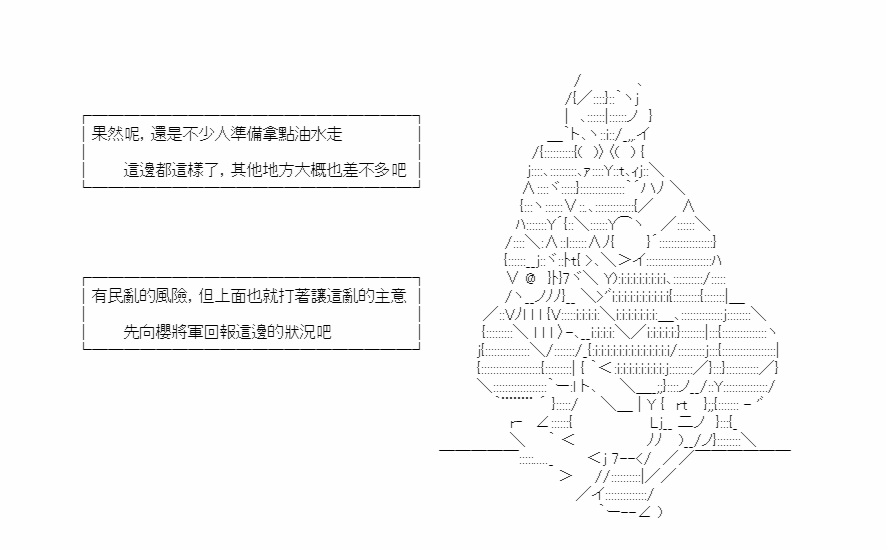 果然呢, 還是不少人準備拿點油水走
這邊都這樣了, 其他地方大概也差不多吧
有民亂的風險, 但上面也就打著讓這亂的主意
先向櫻將軍回報這邊的狀況吧